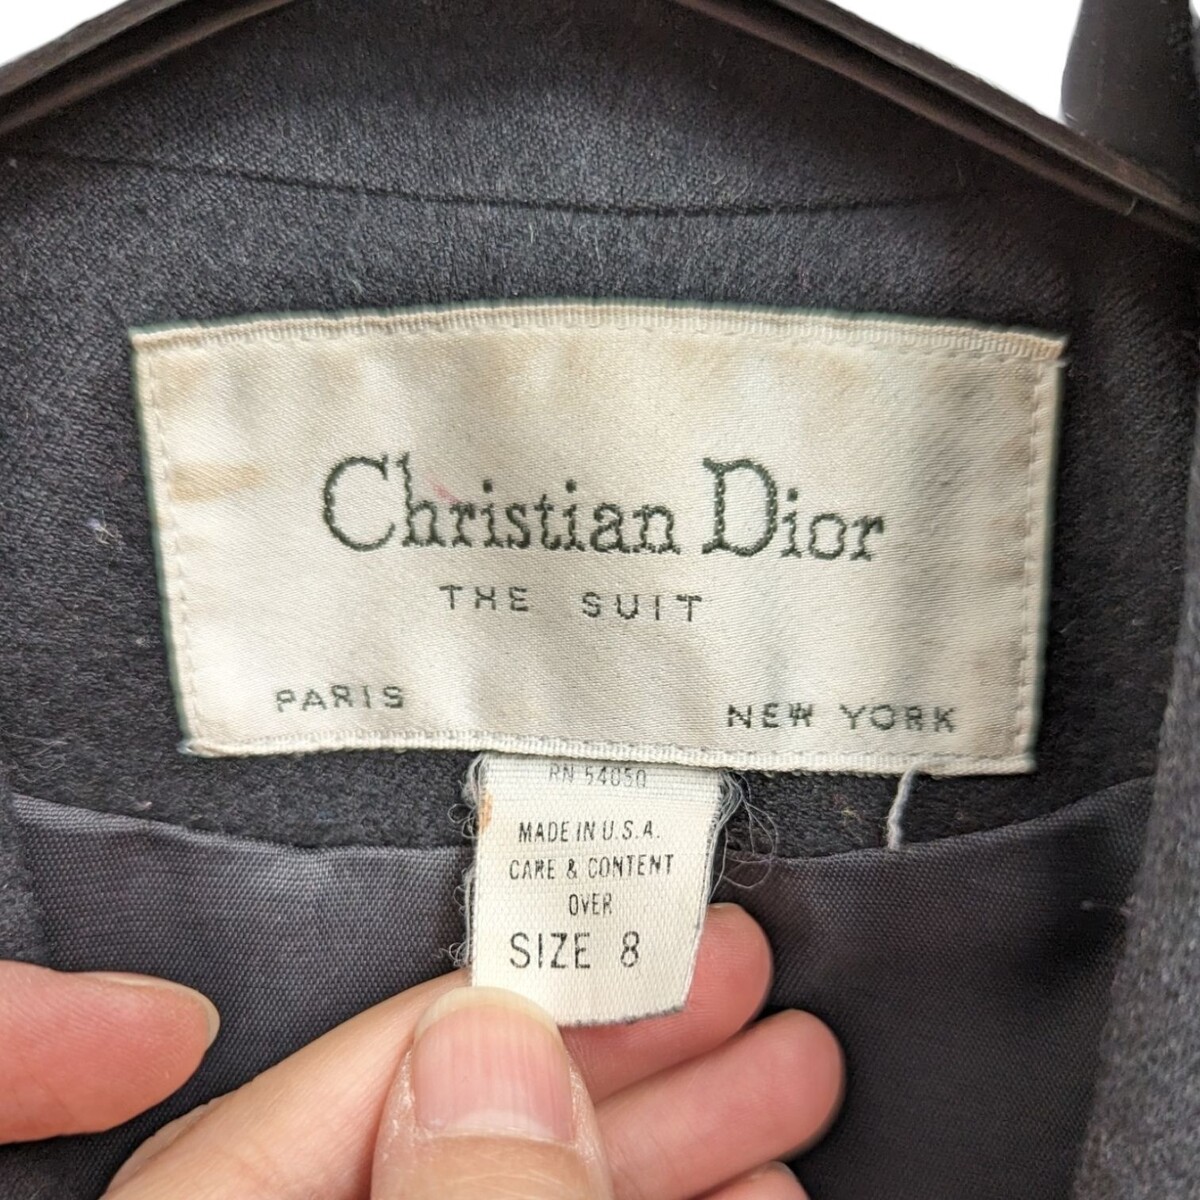 Christian Dior
THE SUIT
PARIS NEW YORK
RN 54050
MADE IN U.S.A.
CARE & CONTENT
OVER
SIZE 8